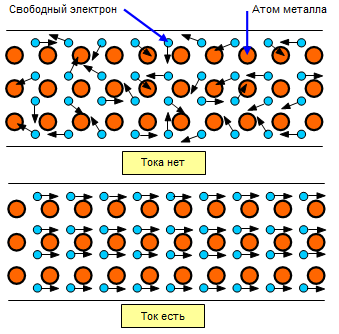 Свободный электрон
Атом металла
Тока нет
Ток есть